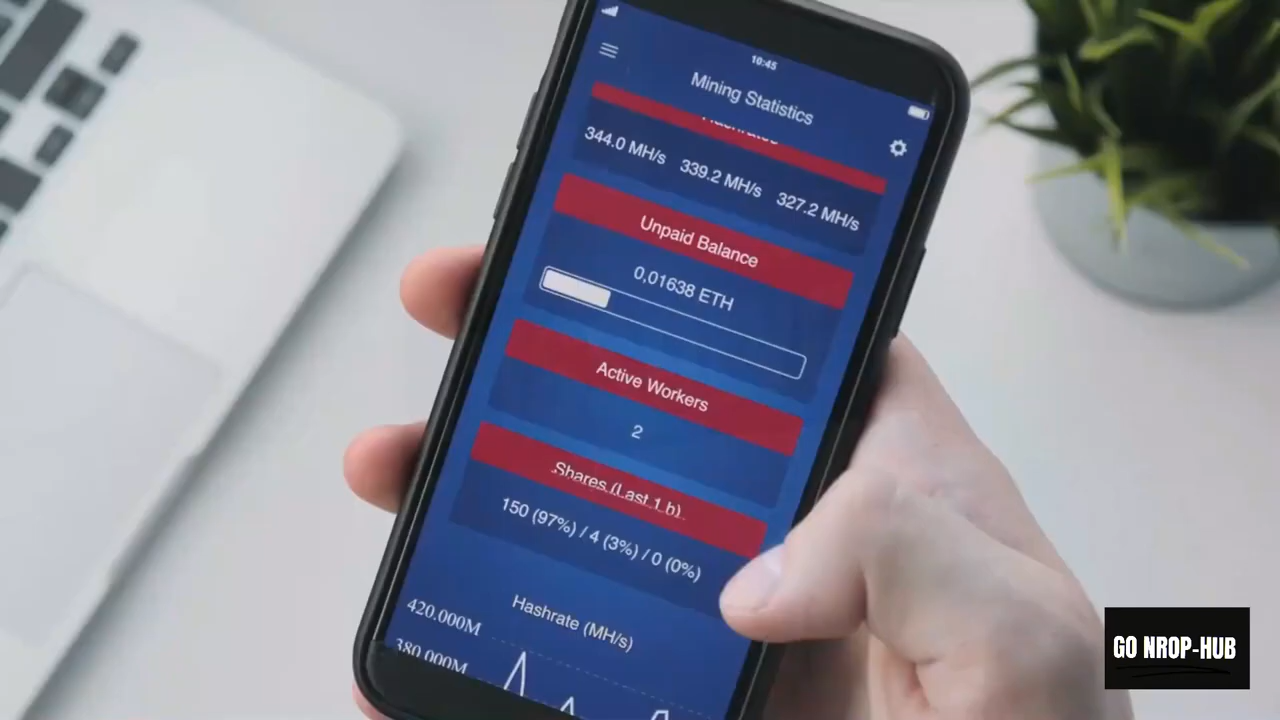 10:45
Mining Statistics
344.0 MH/s 339.2 MH/s 327.2 MH/s
Unpaid Balance
0,01638 ETH
Active Workers
2
Shares (Last 1 b)
150 (97%) / 4 (3%) / 0 (0%)
Hashrate (MH/s)
420.000M
380.000M
GO NROP-HUB